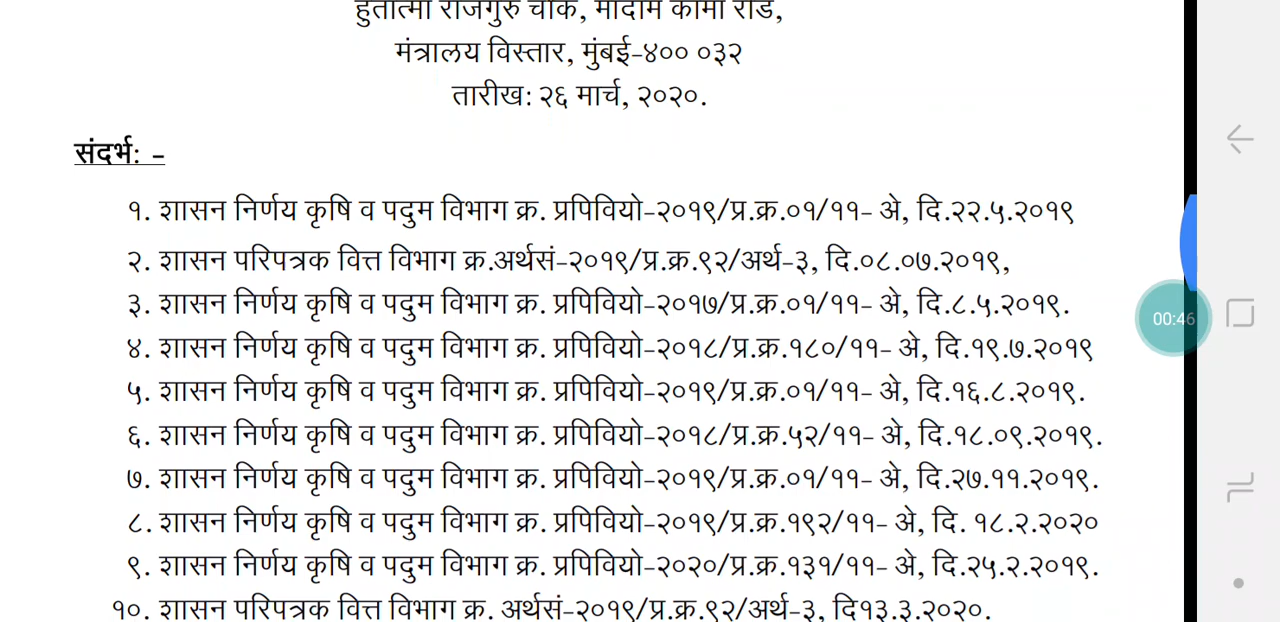 हुतात्मा राजगुरु चौक, मादाम कामा रोड,
मंत्रालय विस्तार, मुंबई-४०० ०३२
तारीख: २६ मार्च, २०२०.
संदर्भ: -
१. शासन निर्णय कृषि व पदुम विभाग क्र. प्रपिवियो-२०१९/प्र.क्र.०१/११- अे, दि.२२.५.२०१९
२. शासन परिपत्रक वित्त विभाग क्र.अर्थसं-२०१९/प्र.क्र.९२/अर्थ-३, दि.०८.०७.२०१९,
३. शासन निर्णय कृषि व पदुम विभाग क्र. प्रपिवियो-२०१७/प्र.क्र.०१/११- अे, दि.८.५.२०१९.
४. शासन निर्णय कृषि व पदुम विभाग क्र. प्रपिवियो-२०१८/प्र.क्र.१८०/११- अे, दि.१९.७.२०१९
५. शासन निर्णय कृषि व पदुम विभाग क्र. प्रपिवियो-२०१९/प्र.क्र.०१/११- अे, दि.१६.८.२०१९.
६. शासन निर्णय कृषि व पदुम विभाग क्र. प्रपिवियो-२०१८/प्र.क्र.५२/११- अे, दि.१८.०९.२०१९.
७. शासन निर्णय कृषि व पदुम विभाग क्र. प्रपिवियो-२०१९/प्र.क्र.०१/११- अे, दि.२७.११.२०१९.
८. शासन निर्णय कृषि व पदुम विभाग क्र. प्रपिवियो-२०१९/प्र.क्र.१९२/११- अे, दि. १८.२.२०२०
९. शासन निर्णय कृषि व पदुम विभाग क्र. प्रपिवियो-२०२०/प्र.क्र.१३१/११- अे, दि.२५.२.२०१९.
१०. शासन परिपत्रक वित्त विभाग क्र. अर्थसं-२०१९/प्र.क्र.९२/अर्थ-३, दि१३.३.२०२०.
00:46